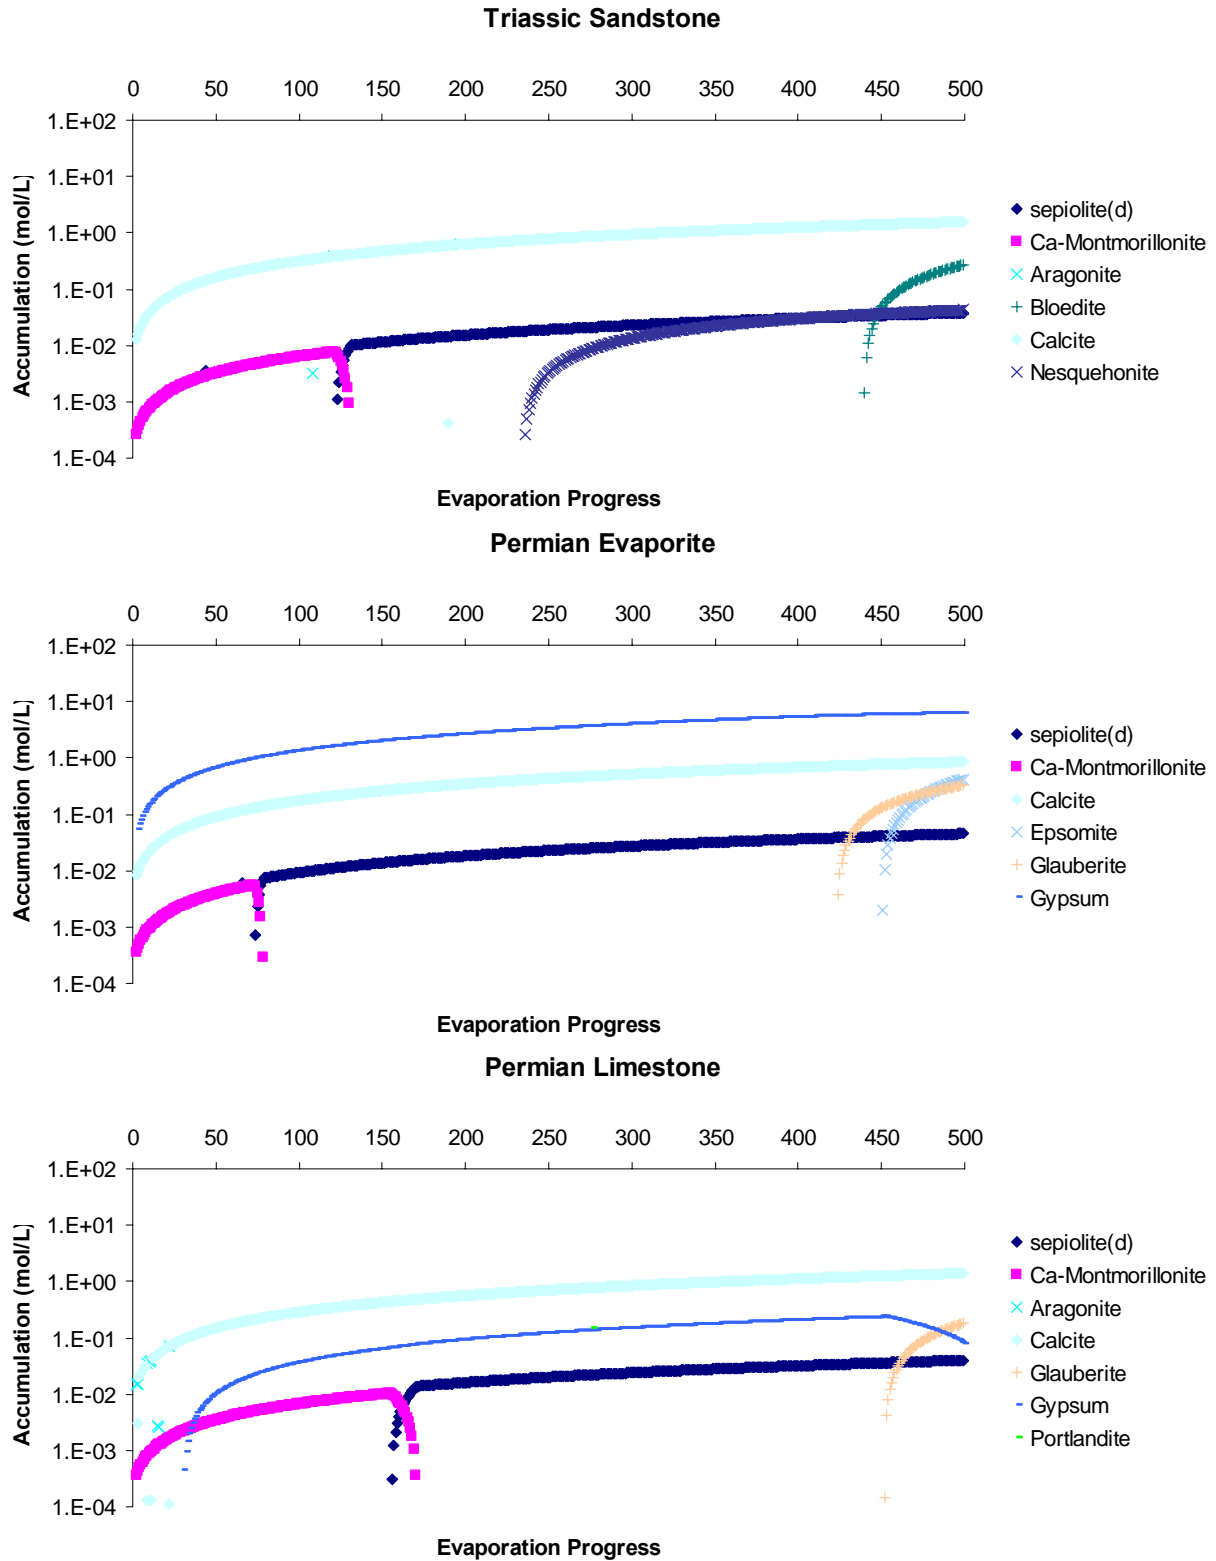 Triassic Sandstone
0 50 100 150 200 250 300 350 400 450 500
1.E+02
1.E+01
1.E+00
1.E-01
1.E-02
1.E-03
1.E-04
Accumulation (mol/L)
Evaporation Progress
sepiolite(d)
Ca-Montmorillonite
Aragonite
Bloedite
Calcite
Nesquehonite
Permian Evaporite
0 50 100 150 200 250 300 350 400 450 500
1.E+02
1.E+01
1.E+00
1.E-01
1.E-02
1.E-03
1.E-04
Accumulation (mol/L)
Evaporation Progress
sepiolite(d)
Ca-Montmorillonite
Calcite
Epsomite
Glauberite
Gypsum
Permian Limestone
0 50 100 150 200 250 300 350 400 450 500
1.E+02
1.E+01
1.E+00
1.E-01
1.E-02
1.E-03
1.E-04
Accumulation (mol/L)
Evaporation Progress
sepiolite(d)
Ca-Montmorillonite
Aragonite
Calcite
Glauberite
Gypsum
Portlandite